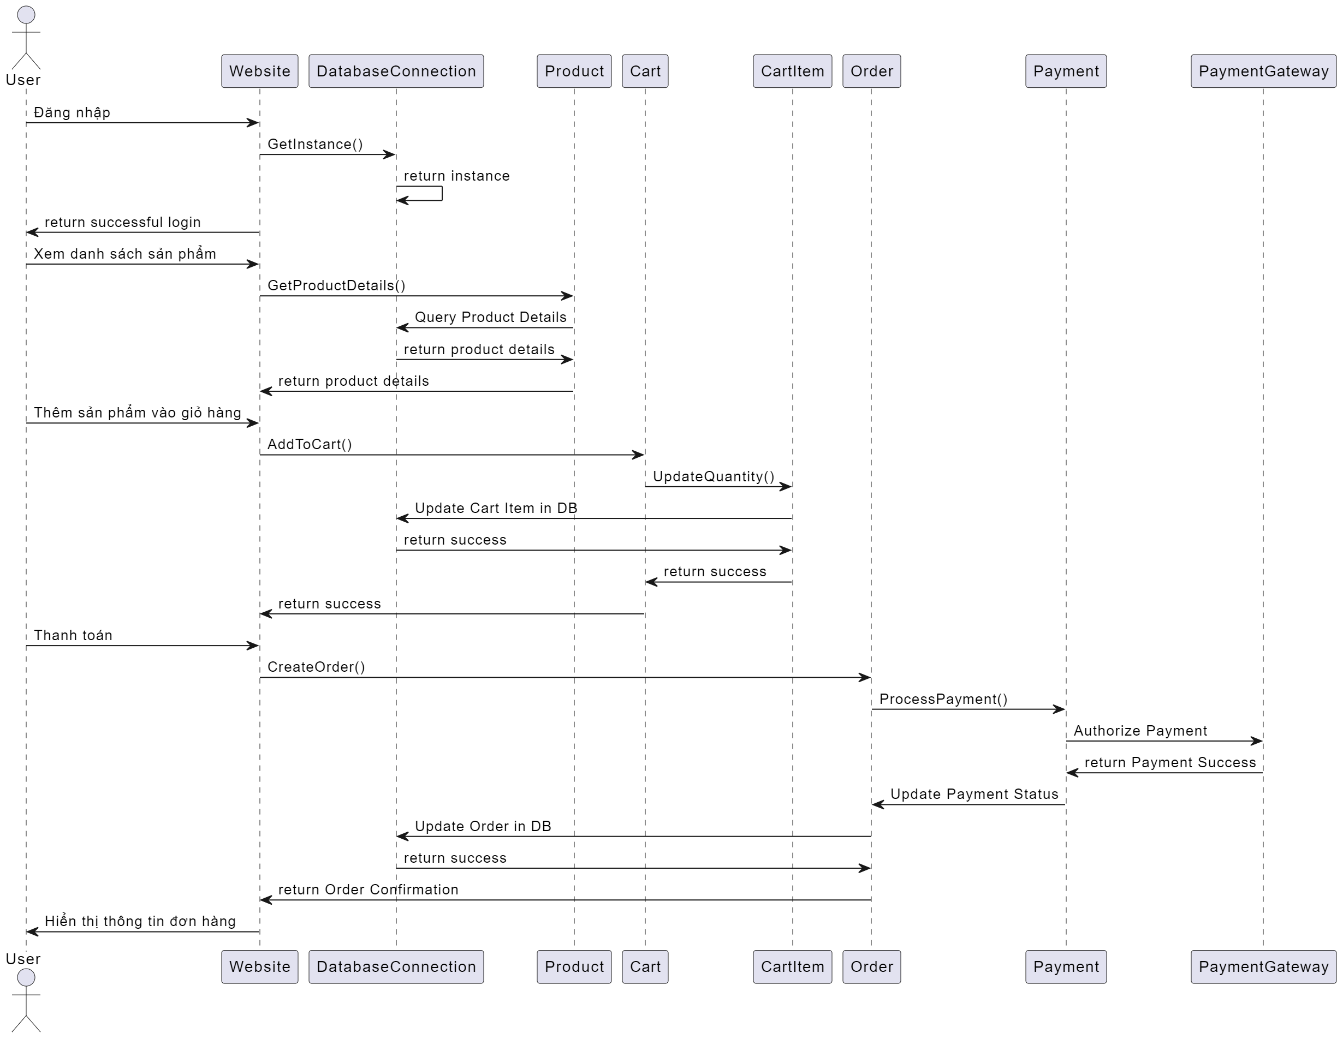 User
Website
DatabaseConnection
Product
Cart
CartItem
Order
Payment
PaymentGateway
Đăng nhập
GetInstance()
return instance
return successful login
Xem danh sách sán phẩm
GetProductDetails()
Query Product Details
return product details
return product details
Thêm sán phẩm vào giỏ hàng
AddToCart()
UpdateQuantity()
Update Cart Item in DB
return success
return success
return success
Thanh toán
CreateOrder()
ProcessPayment()
Authorize Payment
return Payment Success
Update Payment Status
Update Order in DB
return success
return Order Confirmation
Hiển thị thông tin đơn hàng
User
Website
DatabaseConnection
Product
Cart
CartItem
Order
Payment
PaymentGateway